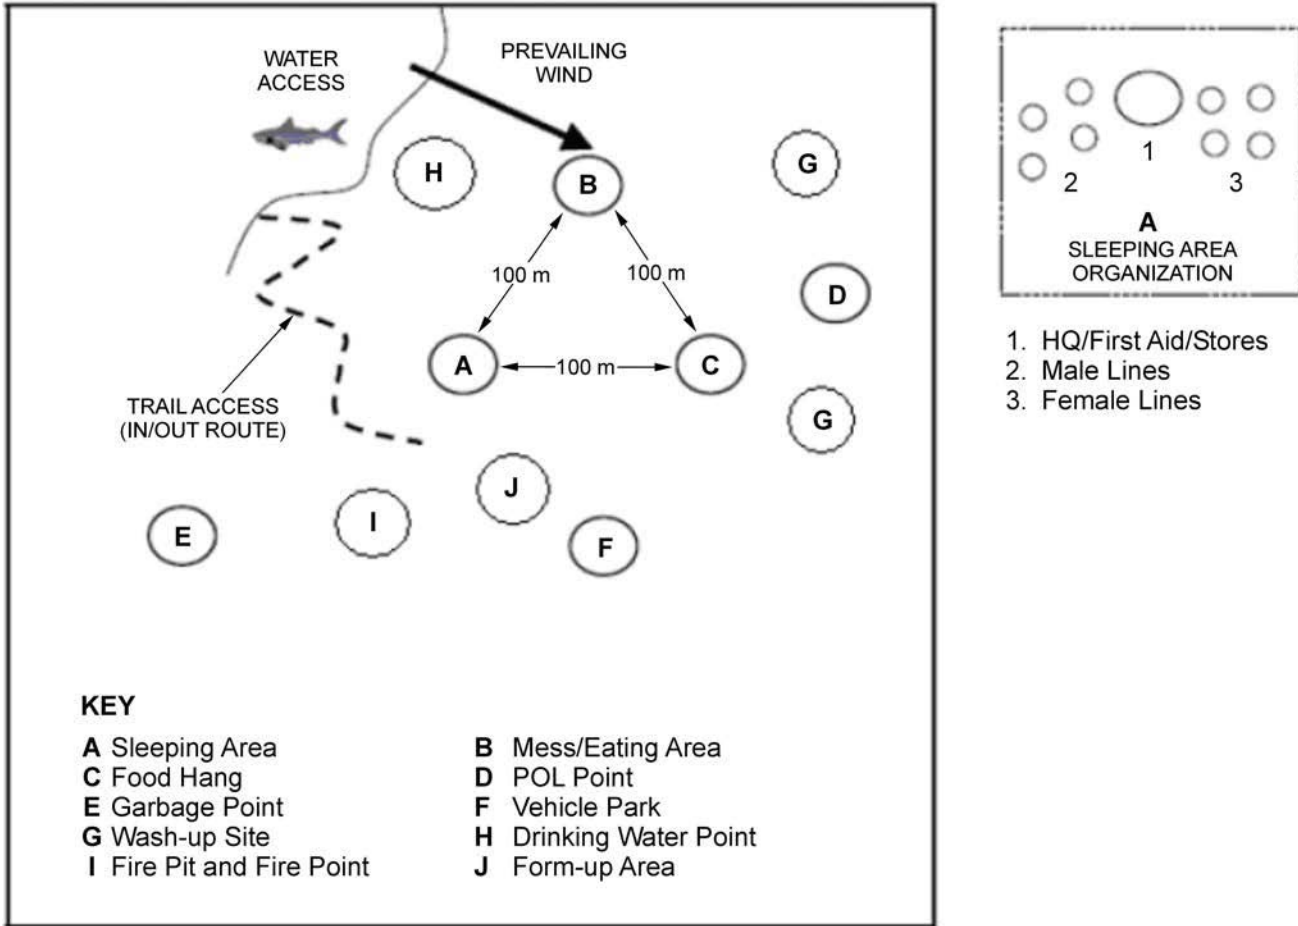 WATER
ACCESS
PREVAILING
WIND
H
B
G
100 m
100 m
D
A
100 m
C
TRAIL ACCESS
(IN/OUT ROUTE)
G
J
E
I
F
KEY
A Sleeping Area
B Mess/Eating Area
C Food Hang
D POL Point
E Garbage Point
F Vehicle Park
G Wash-up Site
H Drinking Water Point
I Fire Pit and Fire Point
J Form-up Area
1
2
3
A
SLEEPING AREA
ORGANIZATION
1. HQ/First Aid/Stores
2. Male Lines
3. Female Lines